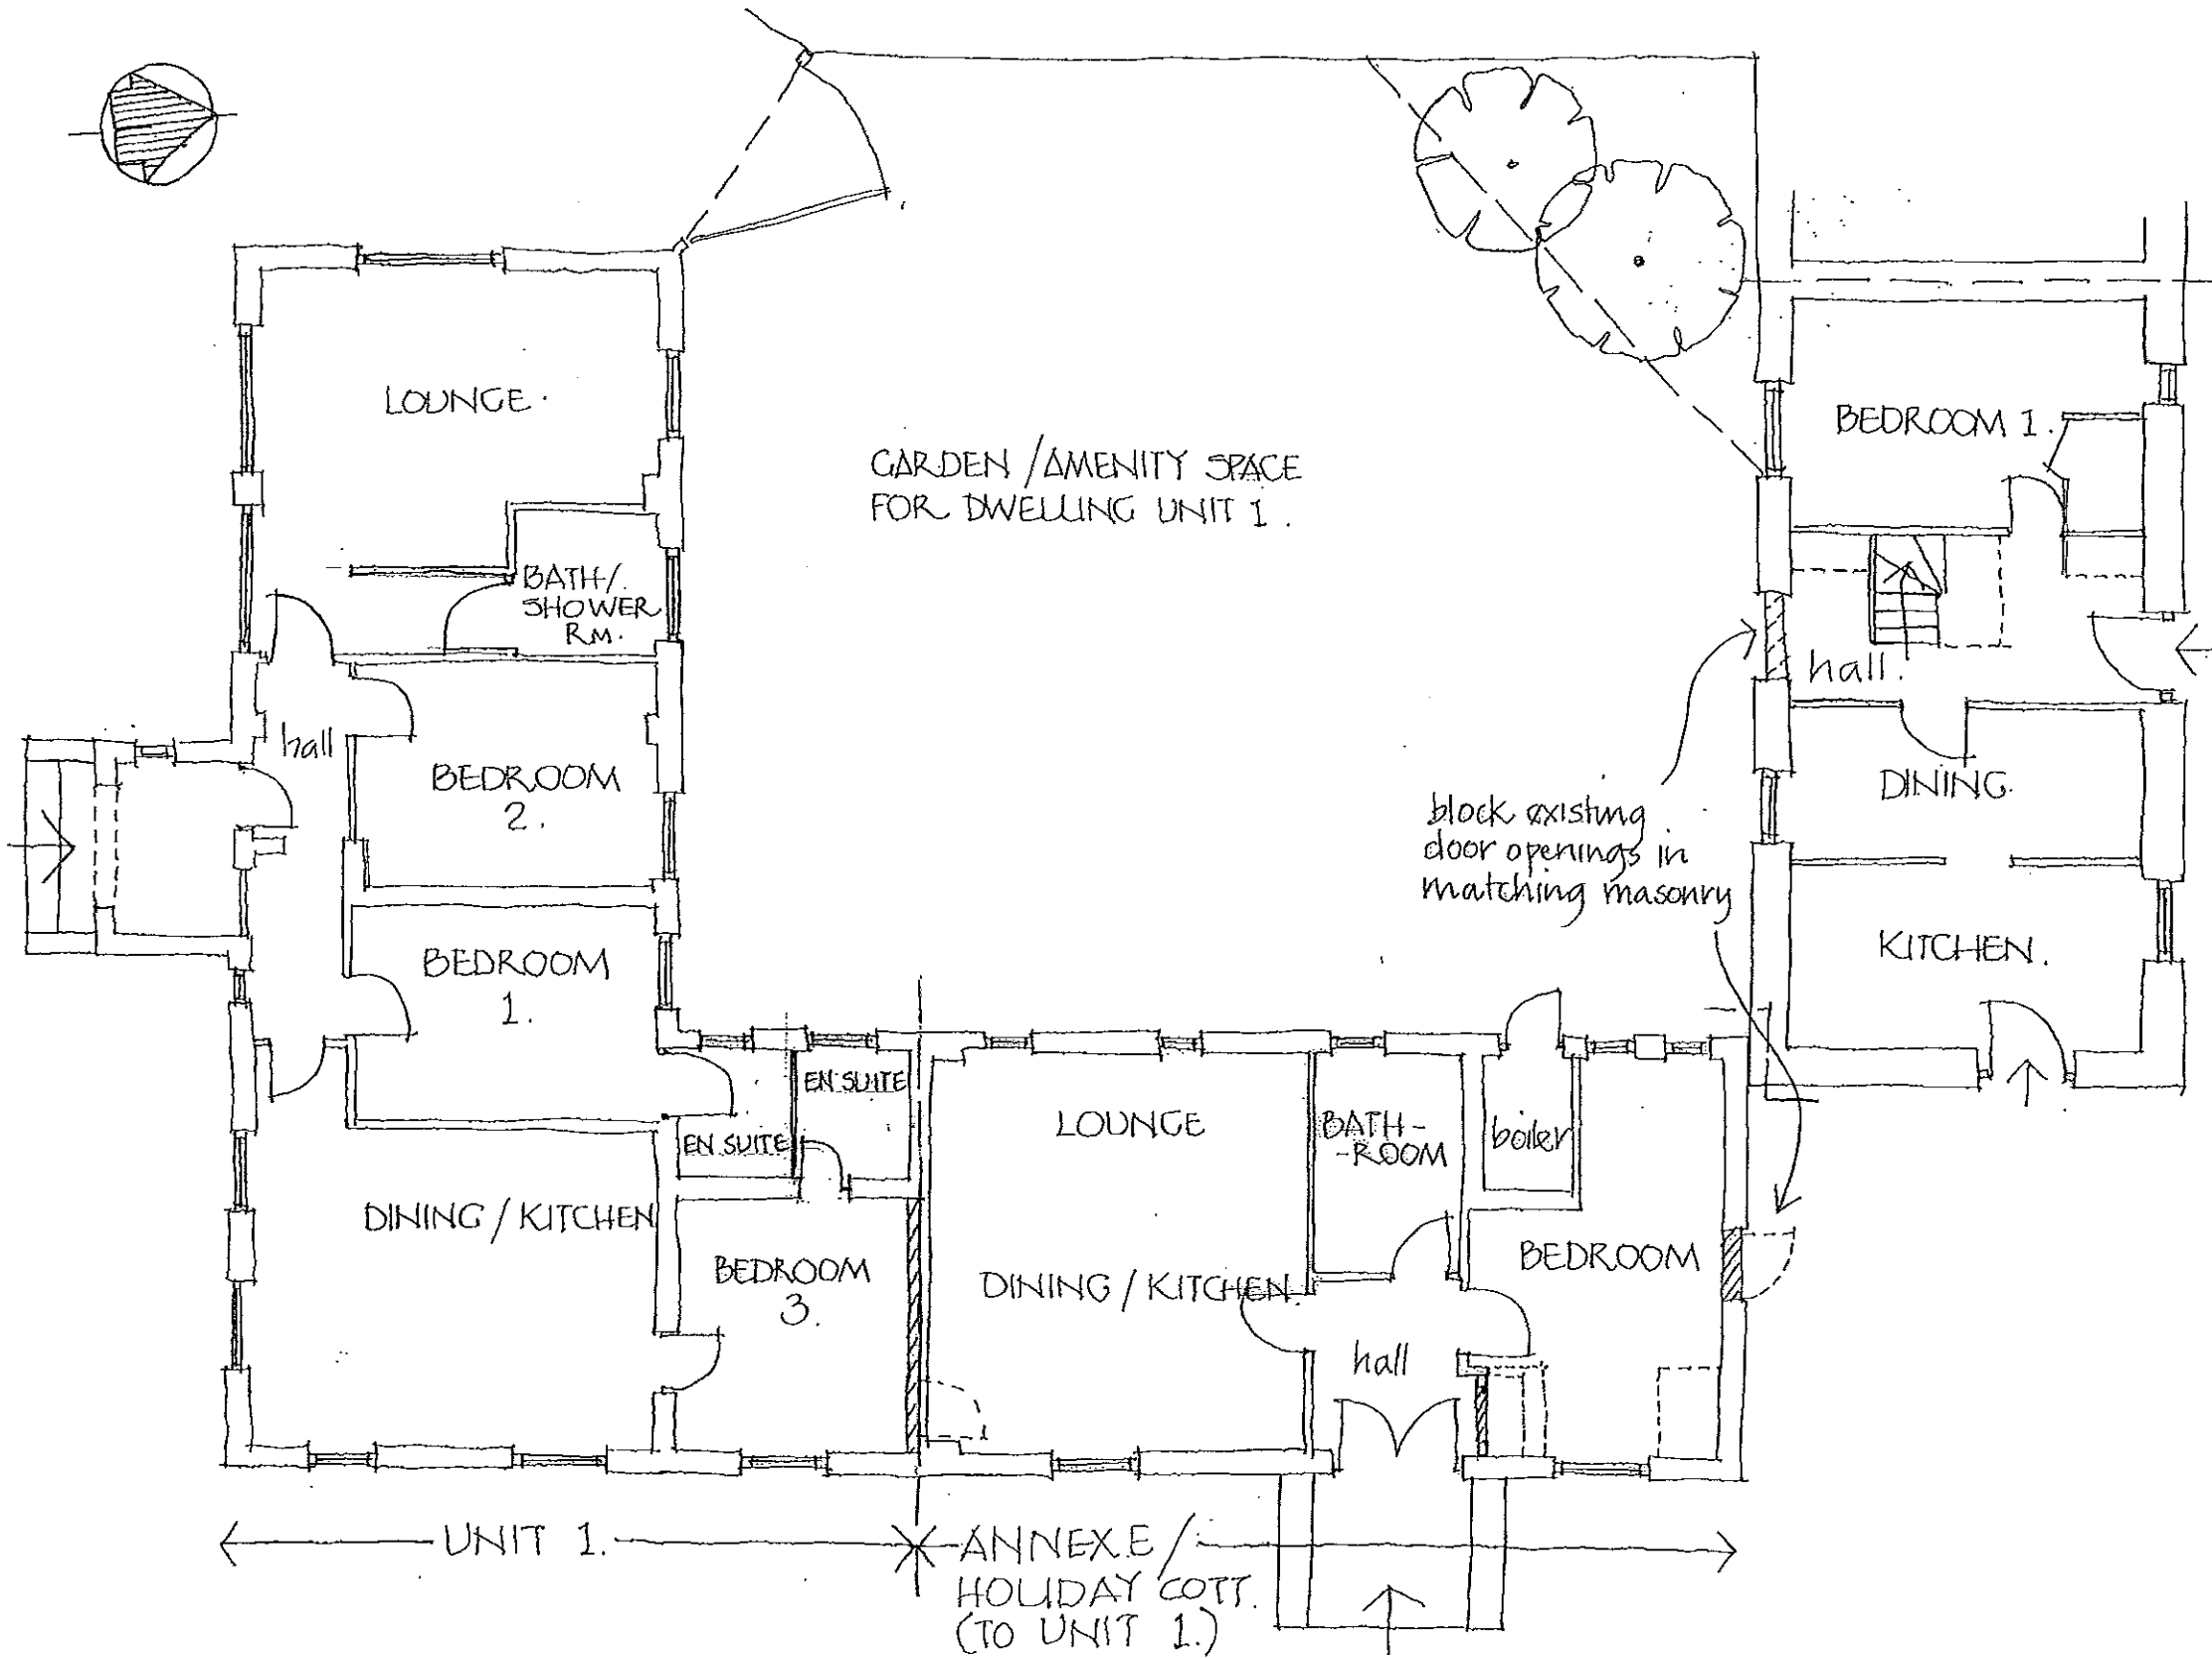 LOUNGE.
BEDROOM 1.
GARDEN / AMENITY SPACE
FOR DWELLING UNIT 1.
BATH/.
SHOWER
RM.
hall.
hall
BEDROOM
2.
DINING.
block existing
door openings in
matching masonry
KITCHEN.
BEDROOM
1.
EN SUITE
EN SUITE
LOUNGE
BATH-
-ROOM
boiler
DINING / KITCHEN
BEDROOM
3.
DINING / KITCHEN.
BEDROOM
hall
UNIT 1.
ANNEXE /
HOLIDAY COTT.
(TO UNIT 1.)